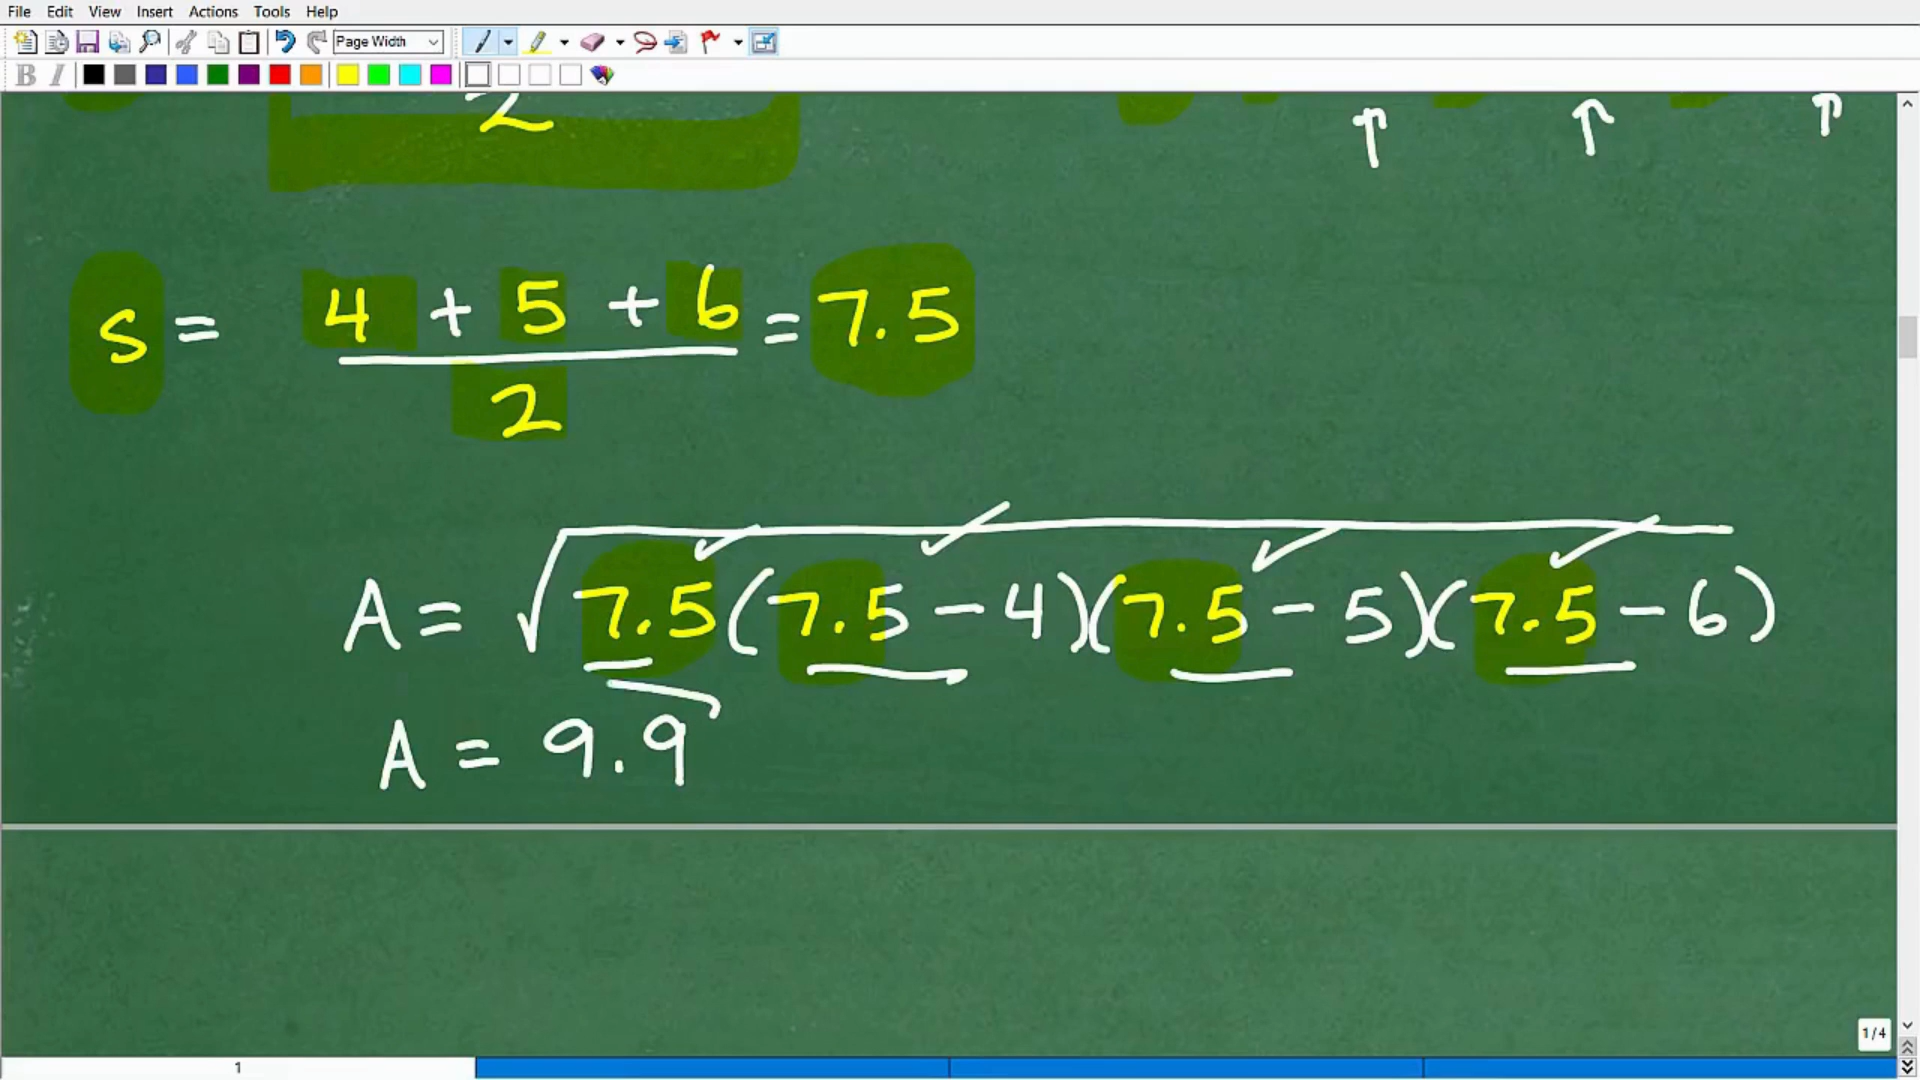 File Edit View Insert Actions Tools Help
Page Width
B I
2
s = 4 + 5 + 6 / 2 = 7.5
A = √7.5(7.5 - 4)(7.5 - 5)(7.5 - 6)
A = 9.9
1/4
1